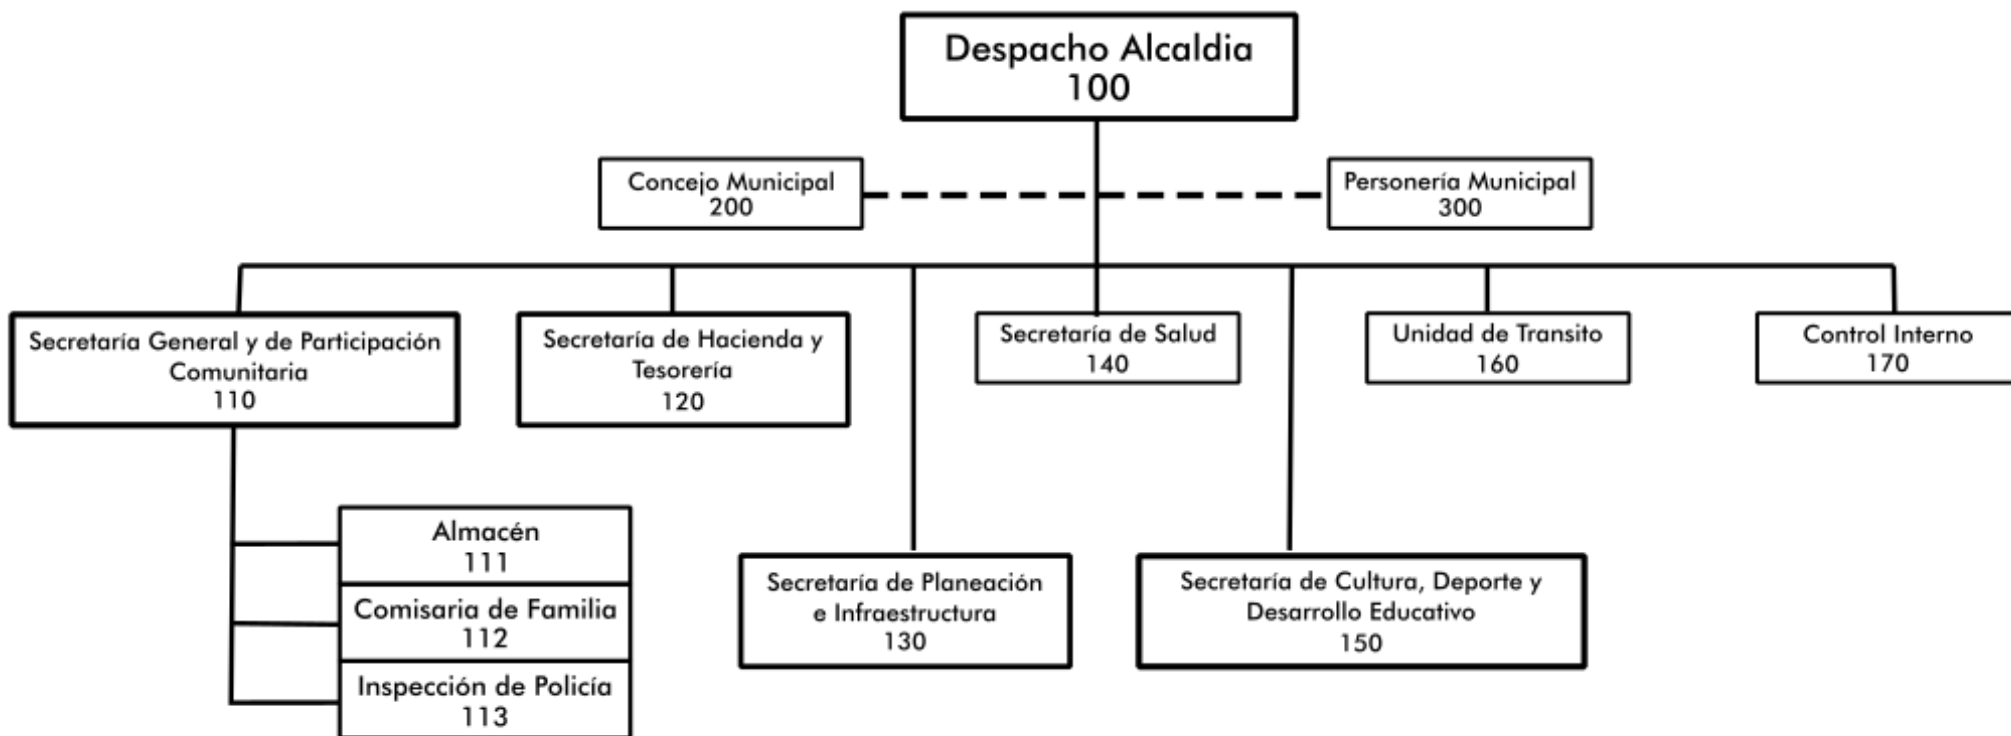 Despacho Alcaldia
100
Concejo Municipal
200
Personería Municipal
300
Secretaría General y de Participación
Comunitaria
110
Secretaría de Hacienda y
Tesorería
120
Secretaría de Salud
140
Unidad de Transito
160
Control Interno
170
Almacén
111
Comisaria de Familia
112
Inspección de Policía
113
Secretaría de Planeación
e Infraestructura
130
Secretaría de Cultura, Deporte y
Desarrollo Educativo
150